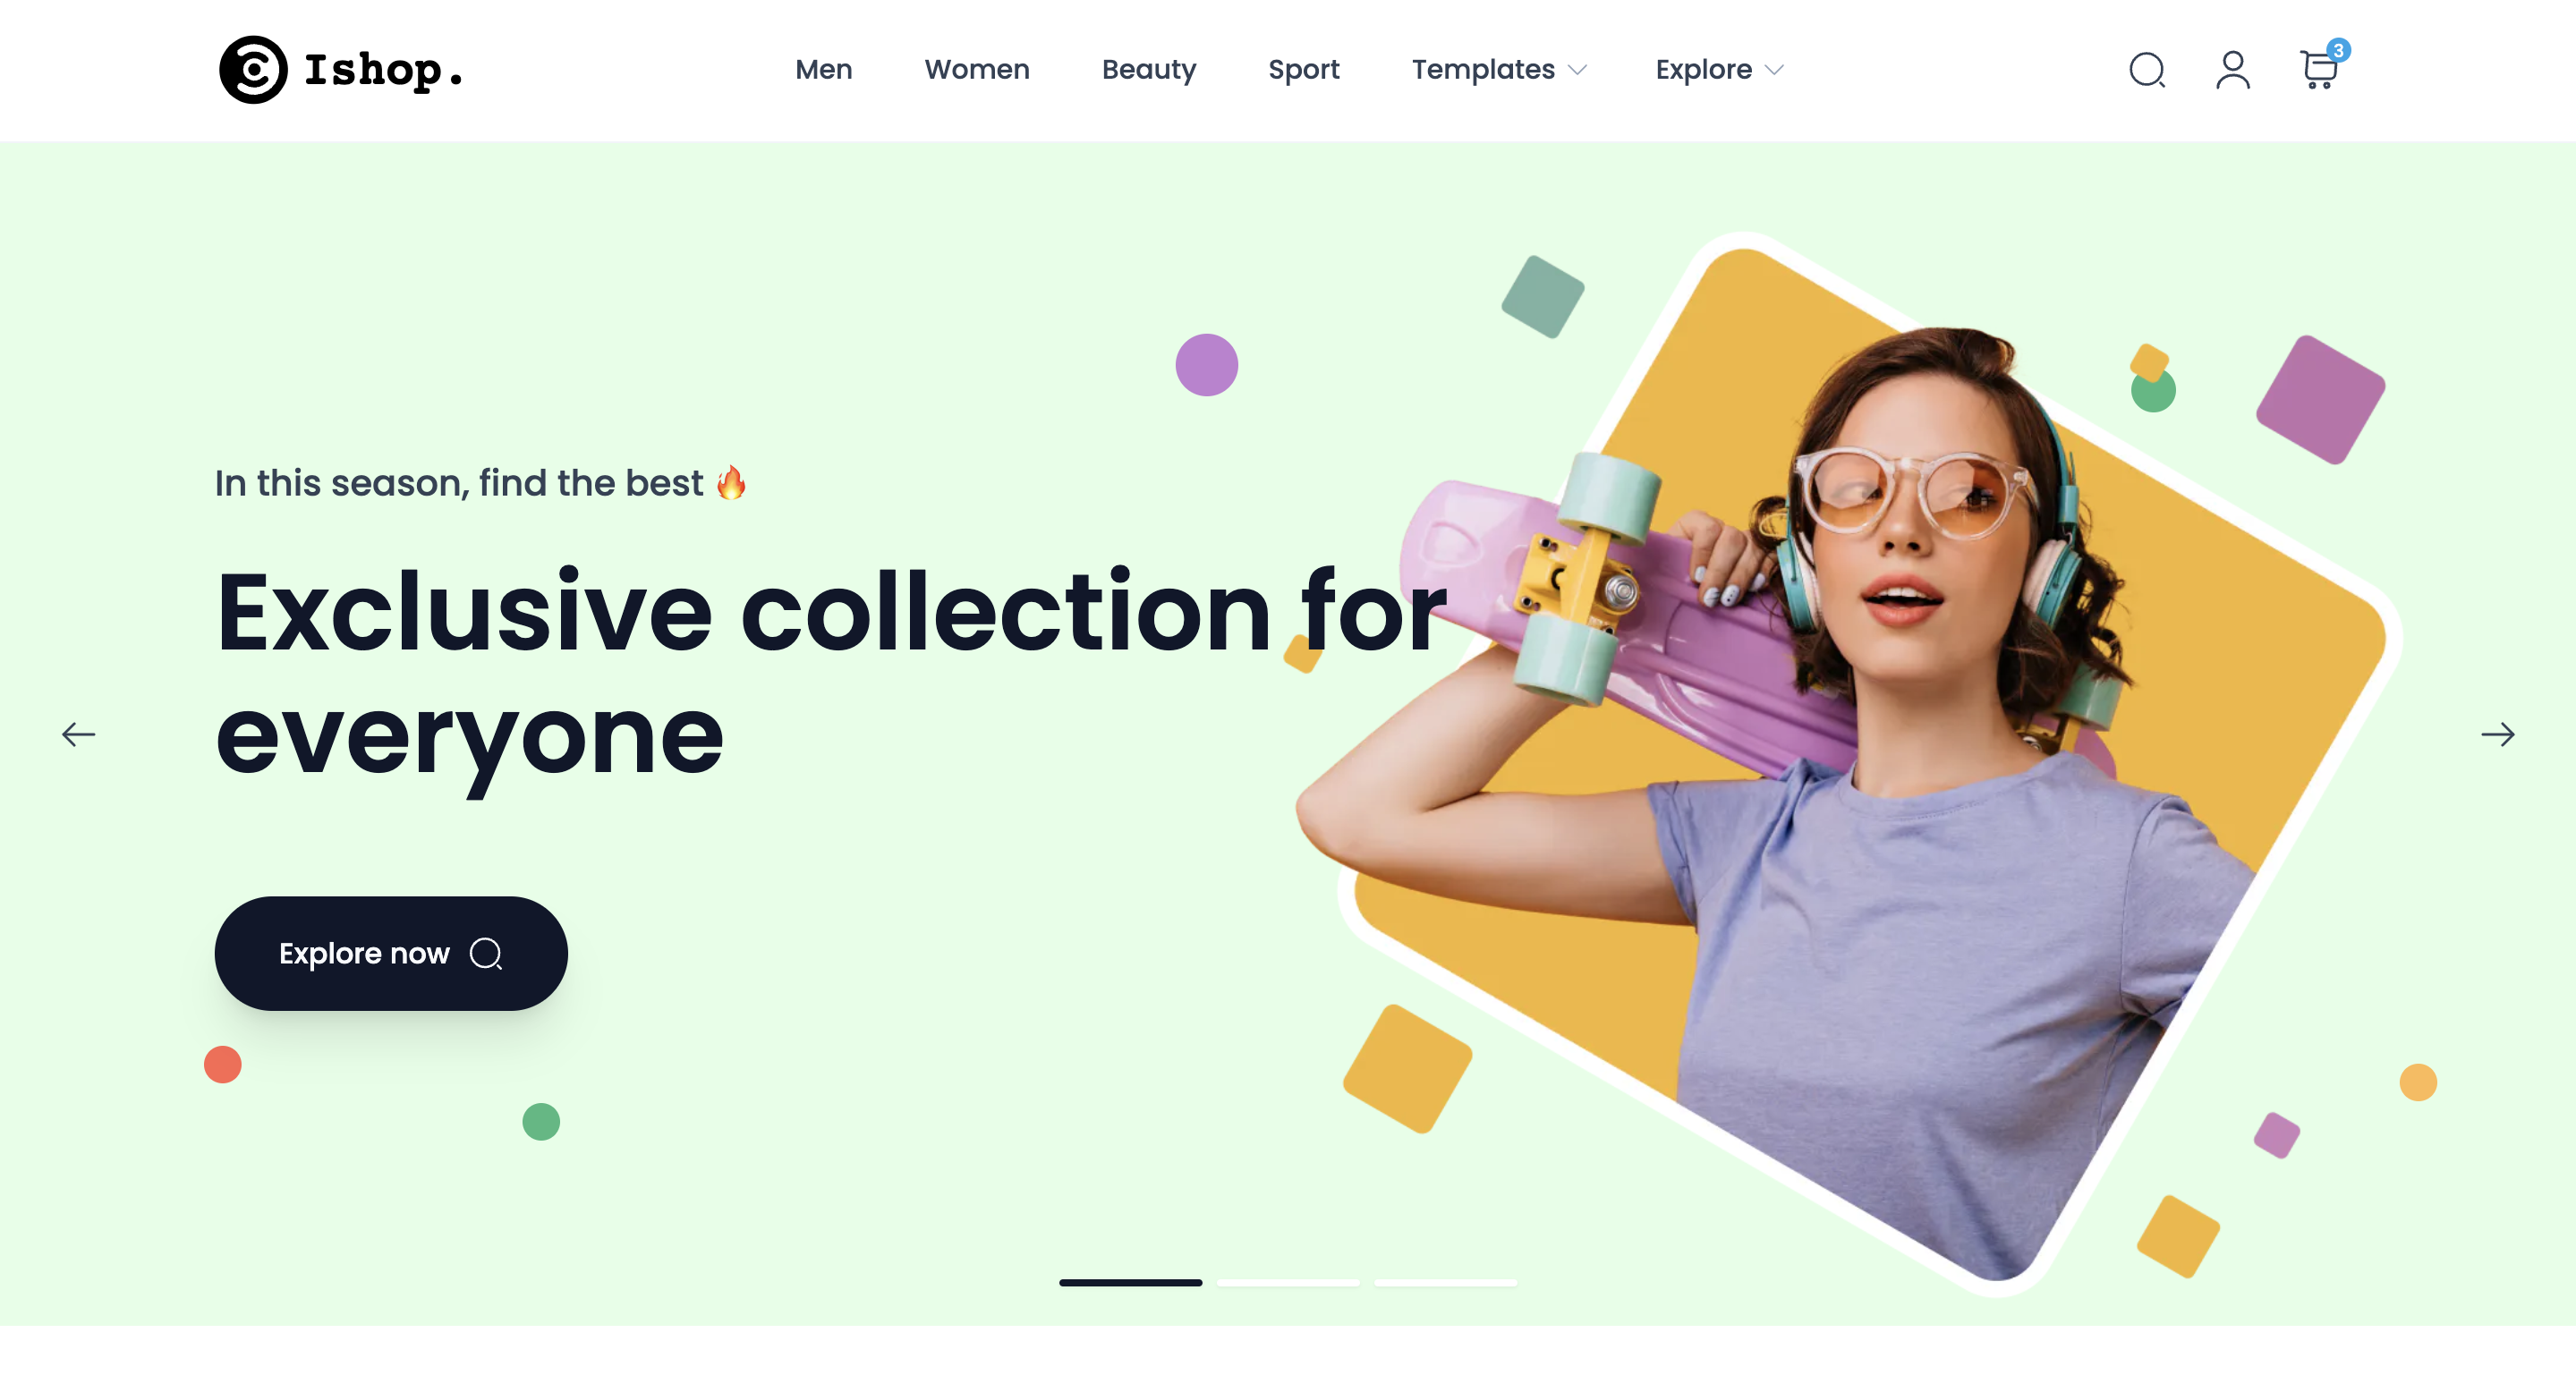 Ishop.
Men
Women
Beauty
Sport
Templates
Explore
3
In this season, find the best 🔥
Exclusive collection for
everyone
Explore now